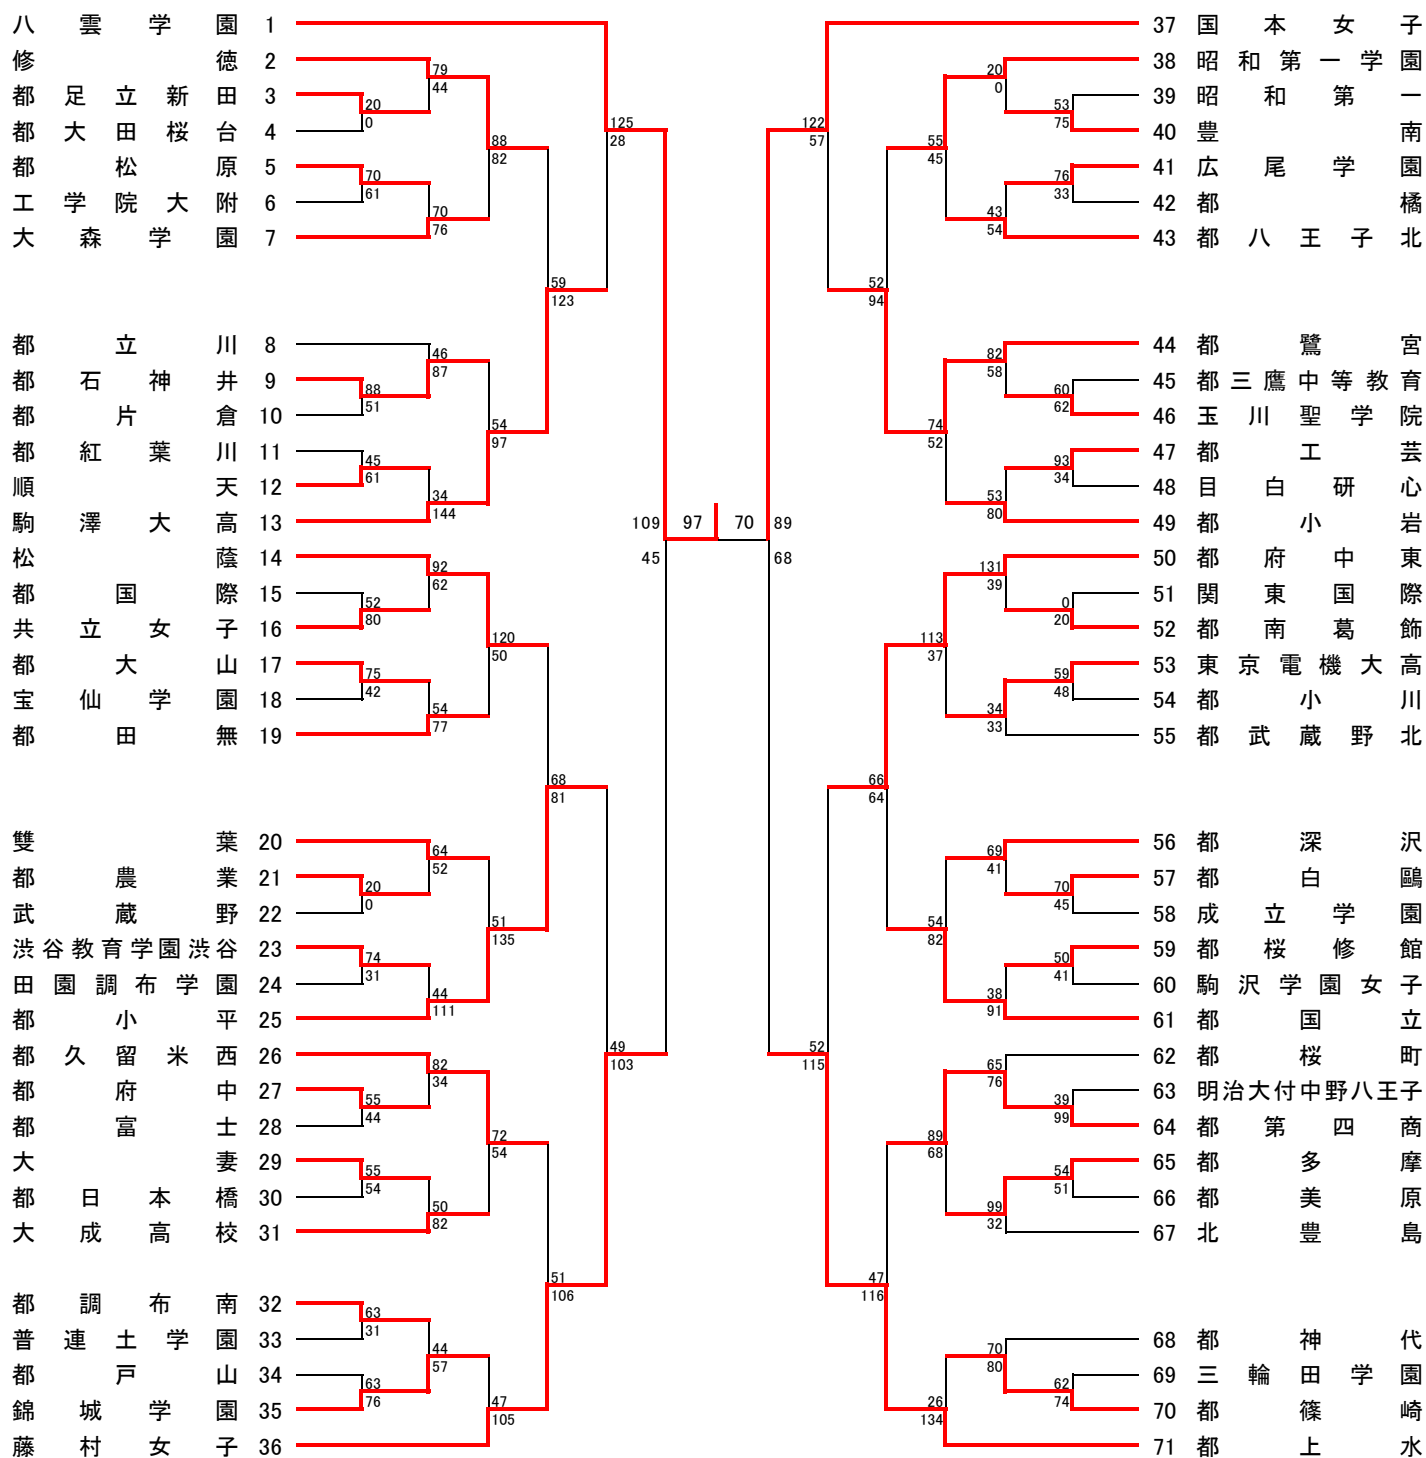 八雲学園 1
修徳 2
79
44
都足立新田 3
20
0
都大田桜台 4
88
82
都松原 5
70
61
工学院大附 6
70
76
大森学園 7
125
28
59
123
都立川 8
46
87
都石神井 9
88
51
都片倉 10
54
97
都紅葉川 11
45
61
順天 12
34
144
駒澤大高 13
109
45
松蔭 14
92
62
都国際 15
52
80
共立女子 16
120
50
都大山 17
75
42
宝仙学園 18
54
77
都田無 19
68
81
雙葉 20
64
52
都農業 21
20
0
武蔵野 22
51
135
渋谷教育学園渋谷 23
74
31
田園調布学園 24
44
111
都小平 25
49
103
都久留米西 26
82
34
都府中 27
55
44
都富士 28
72
54
大妻 29
55
54
都日本橋 30
50
82
大成高校 31
51
106
都調布南 32
63
31
普連土学園 33
44
57
都戸山 34
63
76
錦城学園 35
47
105
藤村女子 36
97 70
37 国本女子
20
0
38 昭和第一学園
39 昭和第一
53
75
40 豊南
55
45
41 広尾学園
76
33
42 都橘
43
54
43 都八王子北
122
57
52
94
44 都鷺宮
82
58
45 都三鷹中等教育
60
62
46 玉川聖学院
74
52
47 都工芸
93
34
48 目白研心
53
80
49 都小岩
89
68
50 都府中東
131
39
51 関東国際
0
20
52 都南葛飾
113
37
53 東京電機大高
59
48
54 都小川
34
33
55 都武蔵野北
66
64
56 都深沢
69
41
57 都白鷗
70
45
58 成立学園
54
82
59 都桜修館
50
41
60 駒沢学園女子
38
91
61 都国立
52
115
62 都桜町
65
76
63 明治大付中野八王子
39
99
64 都第四商
89
68
65 都多摩
54
51
66 都美原
99
32
67 北豊島
47
116
68 都神代
70
80
69 三輪田学園
62
74
70 都篠崎
26
134
71 都上水